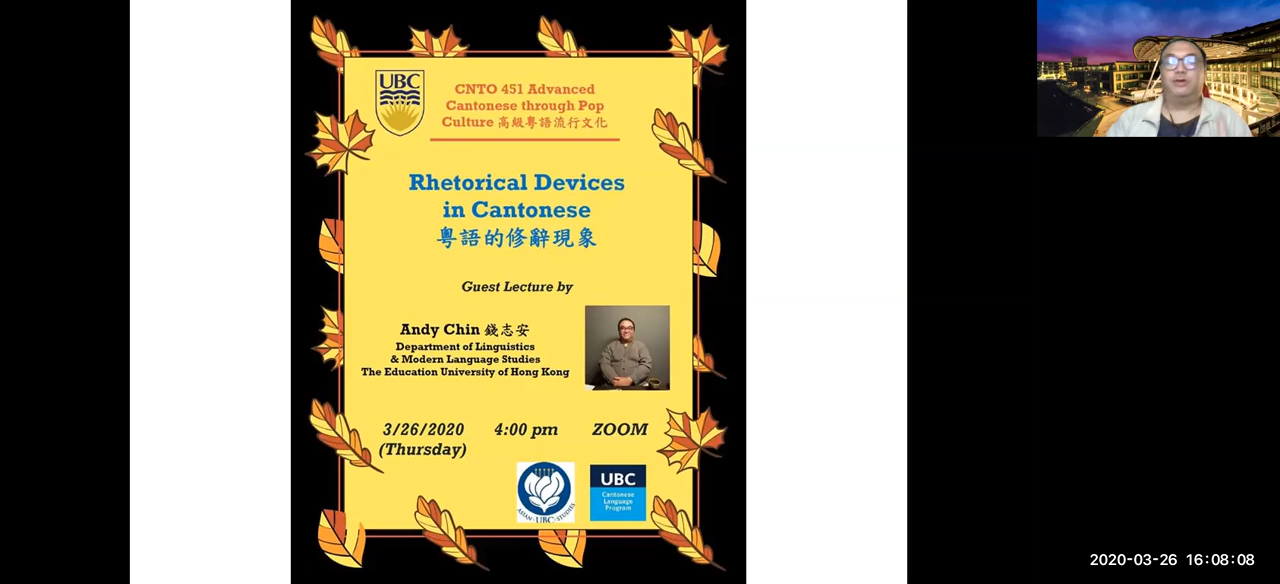 UBC
CNTO 451 Advanced
Cantonese through Pop
Culture 高級粵語流行文化
Rhetorical Devices
in Cantonese
粵語的修辭現象
Guest Lecture by
Andy Chin 錢志安
Department of Linguistics
& Modern Language Studies
The Education University of Hong Kong
3/26/2020 4:00 pm ZOOM
(Thursday)
ASIAN · UBC · STUDIES
UBC
Cantonese
Language
Program
2020-03-26 16:08:08